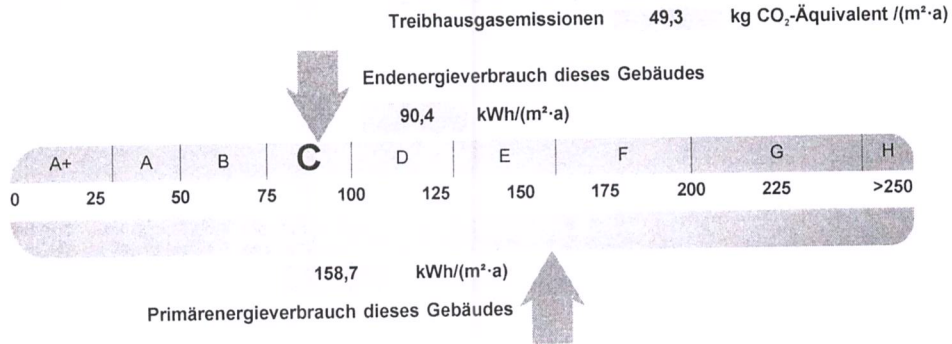 Treibhausgasemissionen 49,3 kg CO₂-Äquivalent /(m²·a)
Endenergieverbrauch dieses Gebäudes
90,4 kWh/(m²·a)
A+ A B C D E F G H
0 25 50 75 100 125 150 175 200 225 >250
158,7 kWh/(m²·a)
Primärenergieverbrauch dieses Gebäudes